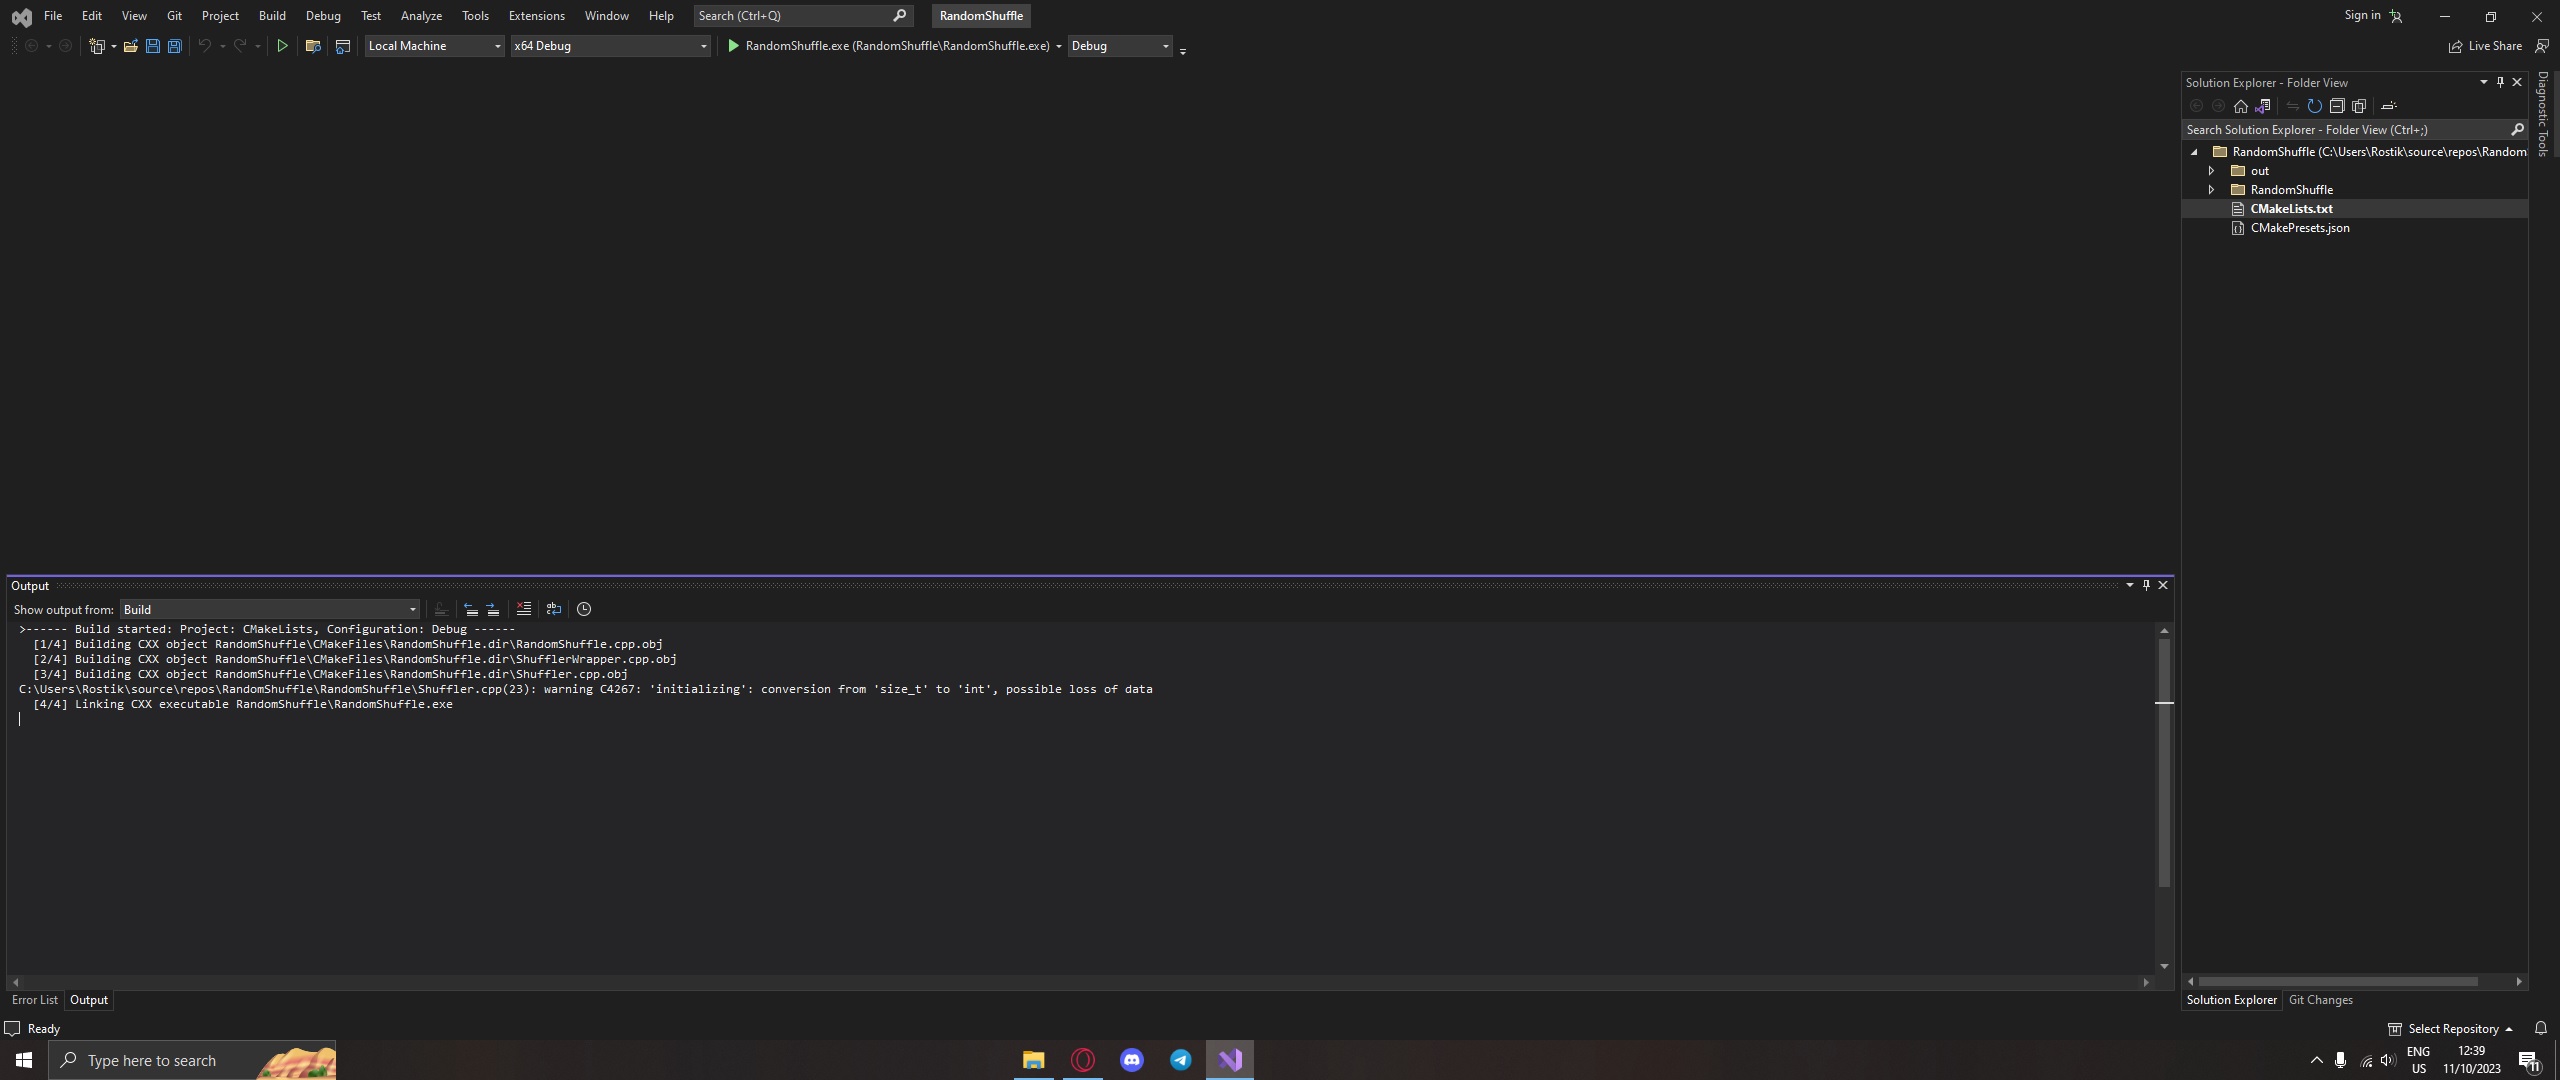 File Edit View Git Project Build Debug Test Analyze Tools Extensions Window Help Search (Ctrl+Q) RandomShuffle Sign in
Local Machine x64 Debug RandomShuffle.exe (RandomShuffle\RandomShuffle.exe) Debug Live Share
Solution Explorer - Folder View
Search Solution Explorer - Folder View (Ctrl+;)
RandomShuffle (C:\Users\Rostik\source\repos\Random
out
RandomShuffle
CMakeLists.txt
CMakePresets.json
Diagnostic Tools
Output
Show output from: Build
>------ Build started: Project: CMakeLists, Configuration: Debug ------
[1/4] Building CXX object RandomShuffle\CMakeFiles\RandomShuffle.dir\RandomShuffle.cpp.obj
[2/4] Building CXX object RandomShuffle\CMakeFiles\RandomShuffle.dir\ShufflerWrapper.cpp.obj
[3/4] Building CXX object RandomShuffle\CMakeFiles\RandomShuffle.dir\Shuffler.cpp.obj
C:\Users\Rostik\source\repos\RandomShuffle\RandomShuffle\Shuffler.cpp(23): warning C4267: 'initializing': conversion from 'size_t' to 'int', possible loss of data
[4/4] Linking CXX executable RandomShuffle\RandomShuffle.exe
Error List Output
Solution Explorer Git Changes
Ready
Select Repository
Type here to search
ENG
US
12:39
11/10/2023
11